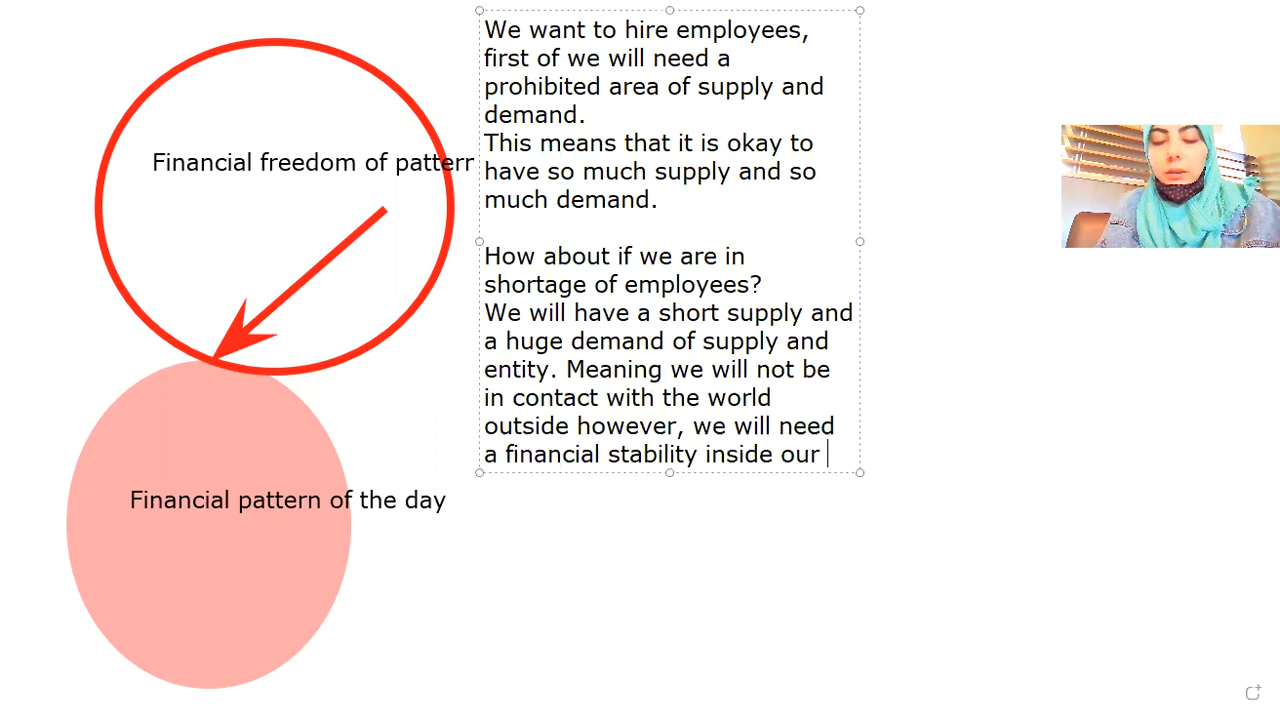 Financial freedom of patterr
We want to hire employees,
first of we will need a
prohibited area of supply and
demand.
This means that it is okay to
have so much supply and so
much demand.
How about if we are in
shortage of employees?
We will have a short supply and
a huge demand of supply and
entity. Meaning we will not be
in contact with the world
outside however, we will need
a financial stability inside our
Financial pattern of the day